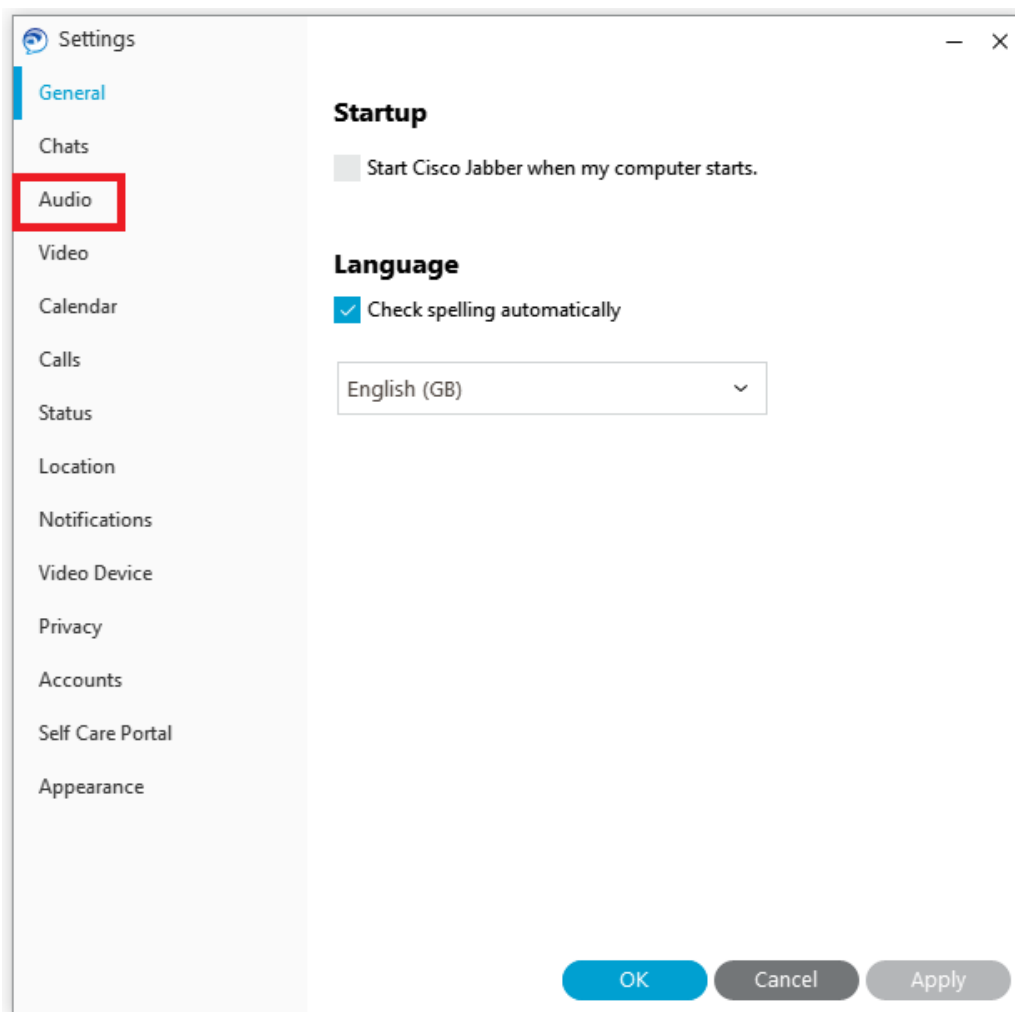 Settings
General
Chats
Audio
Video
Calendar
Calls
Status
Location
Notifications
Video Device
Privacy
Accounts
Self Care Portal
Appearance
Startup
Start Cisco Jabber when my computer starts.
Language
Check spelling automatically
English (GB)
OK Cancel Apply